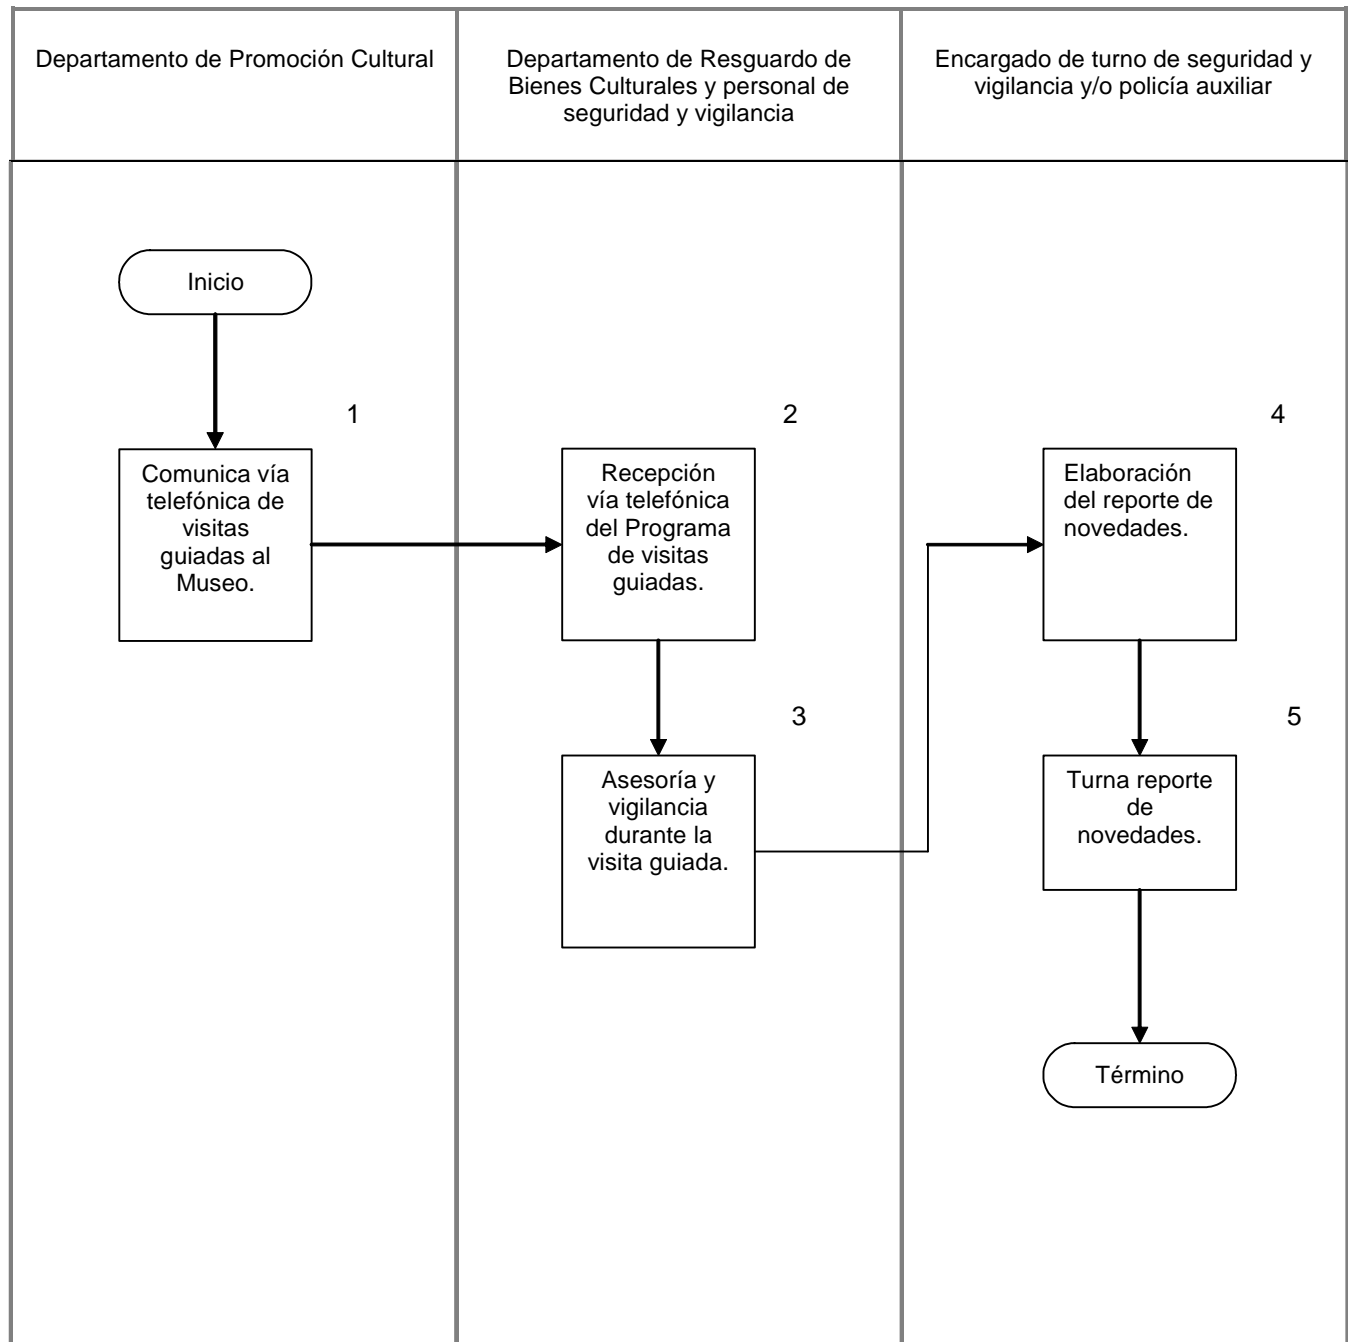 Departamento de Promoción Cultural
Departamento de Resguardo de
Bienes Culturales y personal de
seguridad y vigilancia
Encargado de turno de seguridad y
vigilancia y/o policía auxiliar
Inicio
1
Comunica vía
telefónica de
visitas
guiadas al
Museo.
2
Recepción
vía telefónica
del Programa
de visitas
guiadas.
3
Asesoría y
vigilancia
durante la
visita guiada.
4
Elaboración
del reporte de
novedades.
5
Turna reporte
de
novedades.
Término